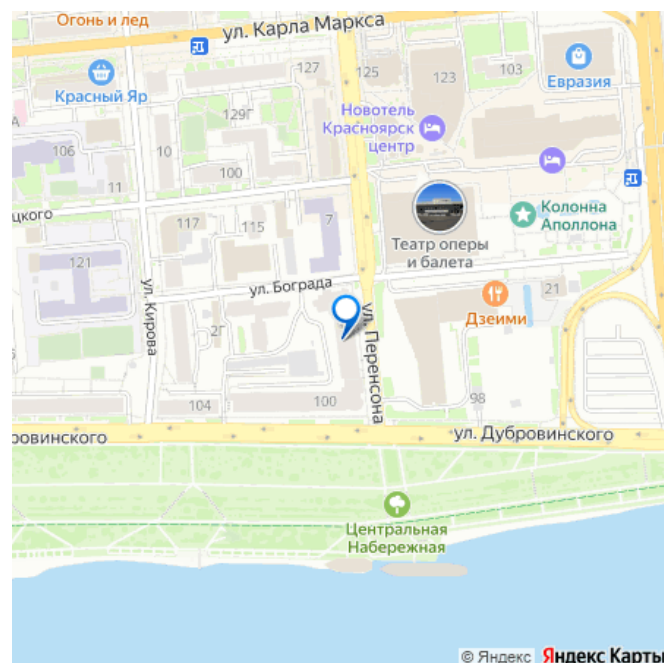 Огонь и лед
ул. Карла Маркса
127
125
123
103
Евразия
Красный Яр
129Г
Новотель
Красноярск
центр
А
106
10
100
11
цкого
117
115
7
Колонна
Аполлона
Театр оперы
и балета
121
ул. Кирова
ул. Бограда
2Г
ул. Перенсона
21
Дзеими
104
100
98
ровинского
ул. Дубровинского
Центральная
Набережная
© Яндекс Яндекс Карты